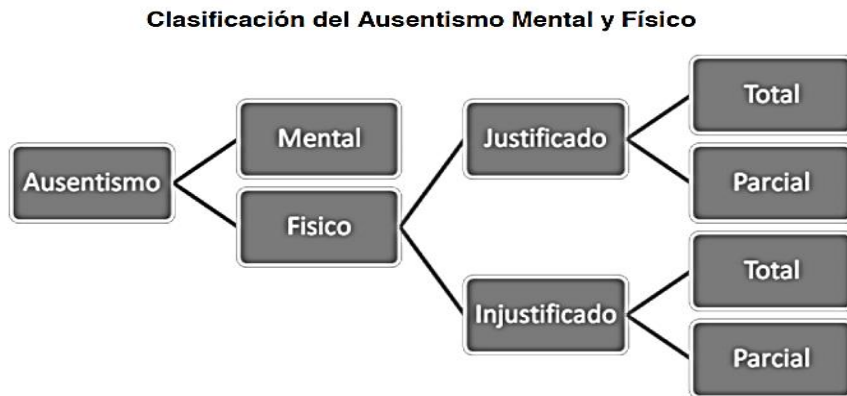 Clasificación del Ausentismo Mental y Físico
Ausentismo
Mental
Fisico
Justificado
Injustificado
Total
Parcial
Total
Parcial